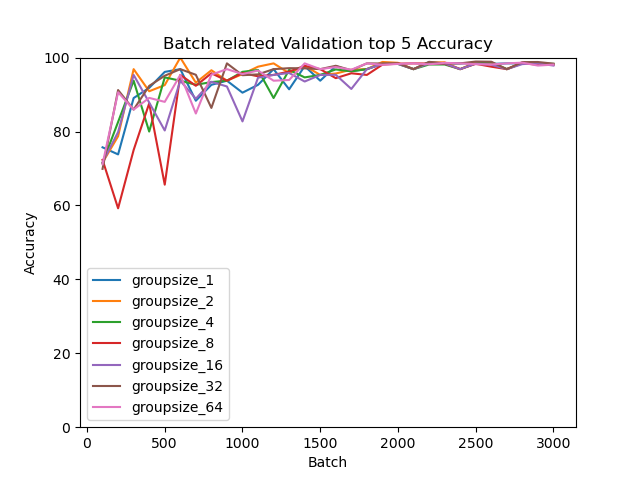 Batch related Validation top 5 Accuracy
100
80
60
40
20
0
Accuracy
groupsize_1
groupsize_2
groupsize_4
groupsize_8
groupsize_16
groupsize_32
groupsize_64
0 500 1000 1500 2000 2500 3000
Batch